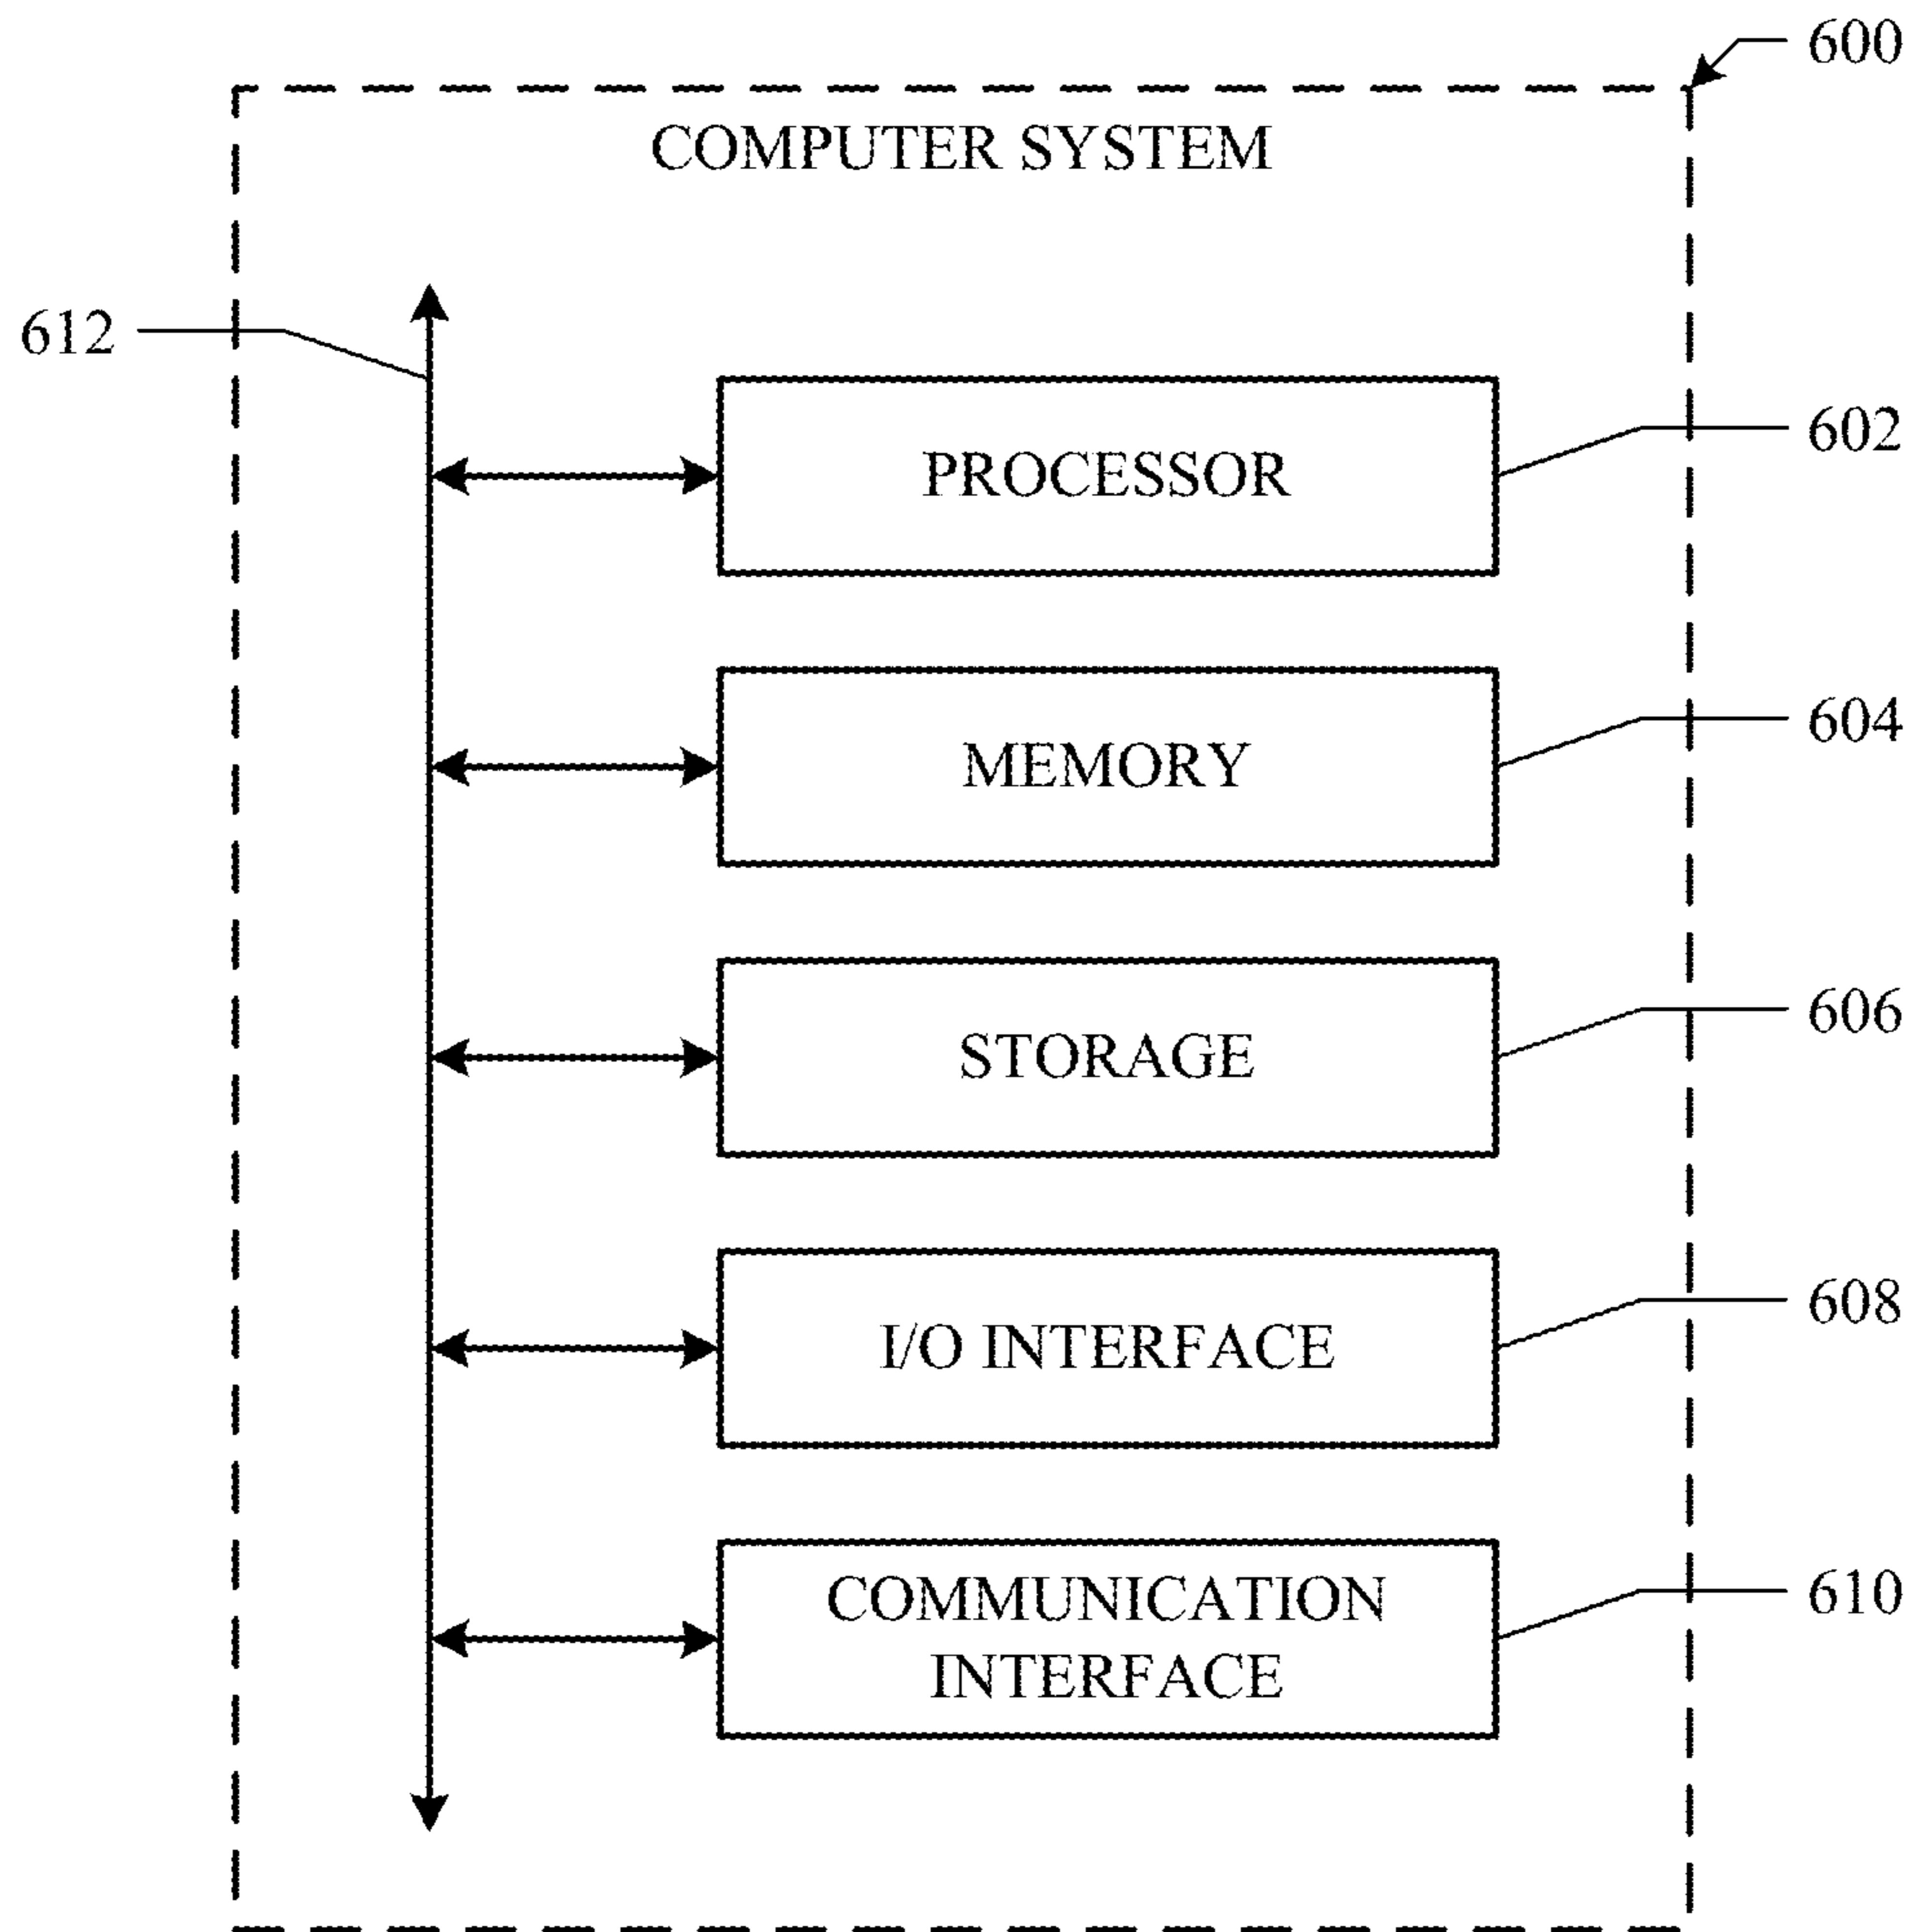 600
COMPUTER SYSTEM
612
PROCESSOR
602
MEMORY
604
STORAGE
606
I/O INTERFACE
608
COMMUNICATION
INTERFACE
610